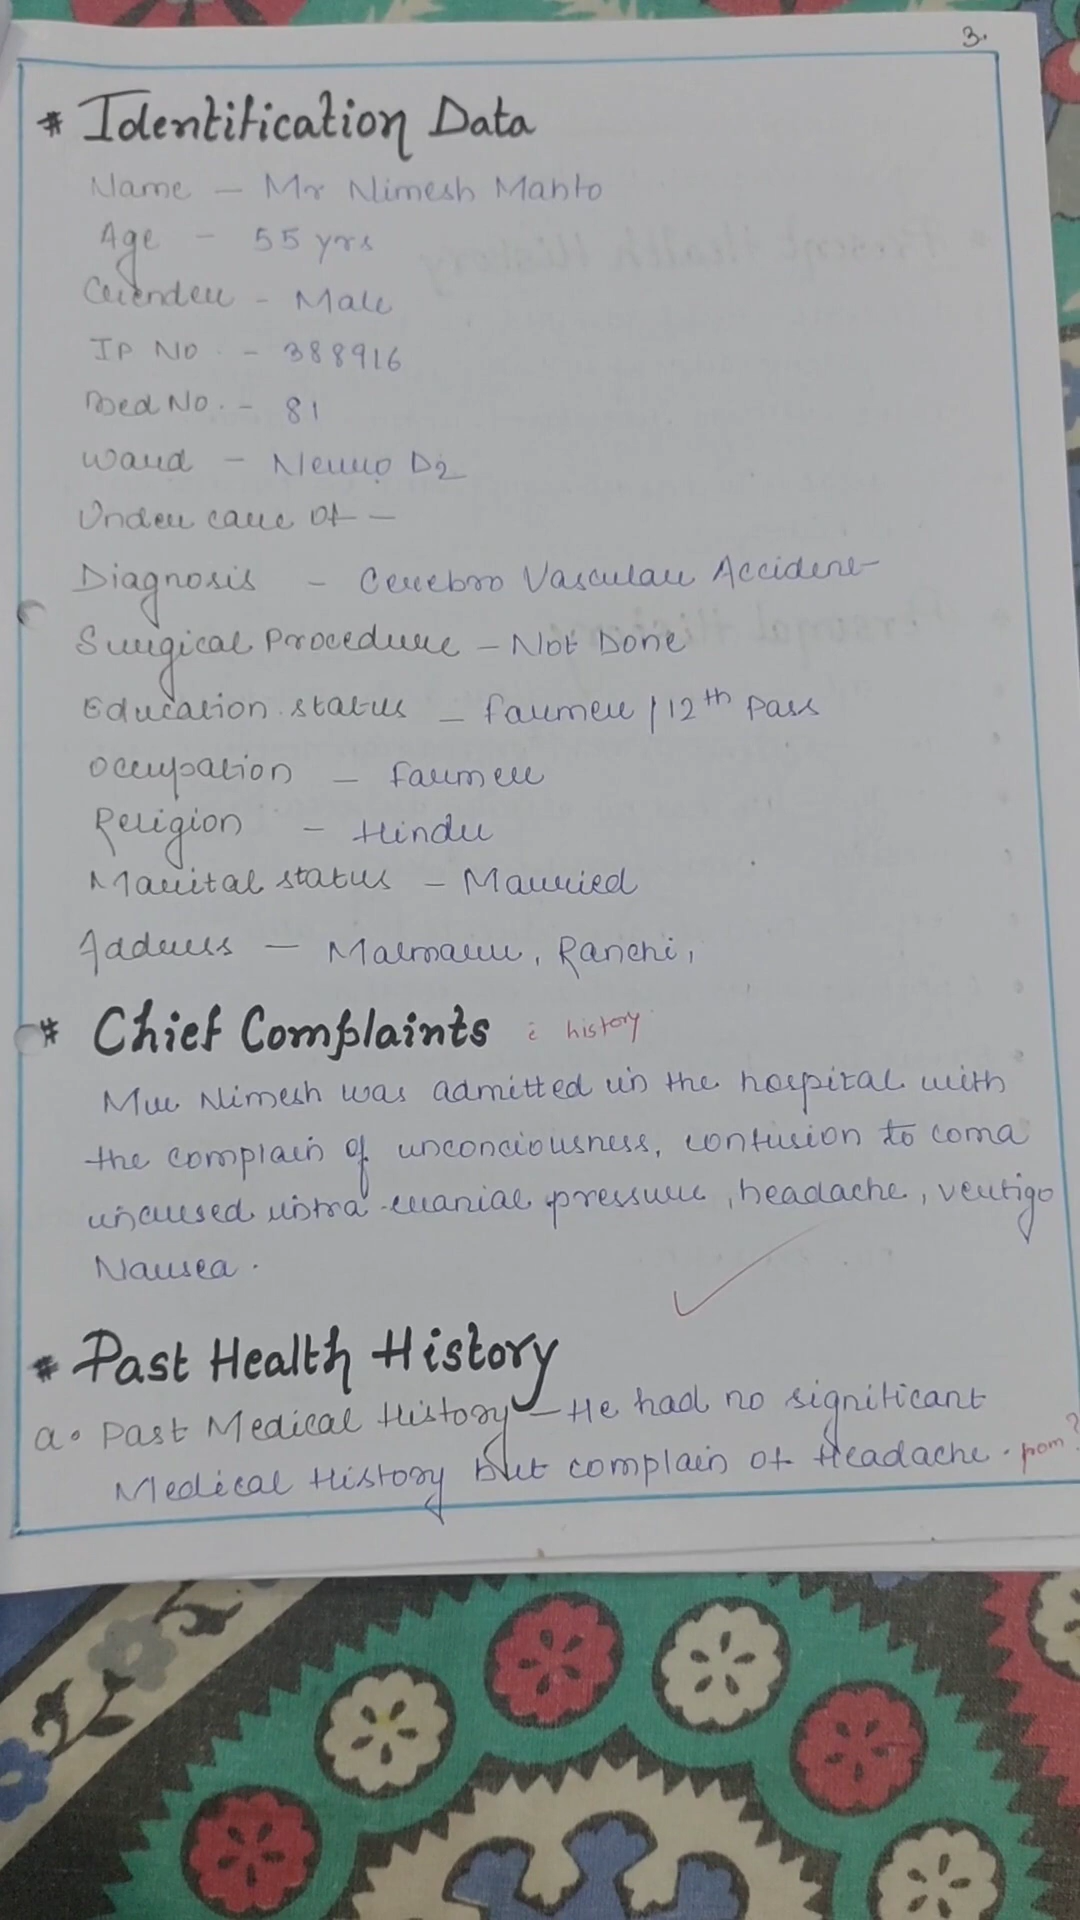 3.
# Identification Data
Name - Mr Nimesh Mahto
Age - 55 yrs
Gender - Male
IP NO. - 388916
Bed No. - 81
Ward - Neuro D2
Under care of -
Diagnosis - Cerebro Vascular Accident
Surgical Procedure - Not Done
Education status - farmer / 12th pass
Occupation - farmer
Religion - Hindu
Marital status - Married
Address - , Ranchi,
# Chief Complaints c̄ history
Mr Nimesh was admitted in the hospital with
the complain of unconciousness, confusion to coma
incresed intra-cranial pressure, headache, vertigo
Nausea.
# Past Health History
a. Past Medical History - He had no significant
Medical History but complain of Headache.